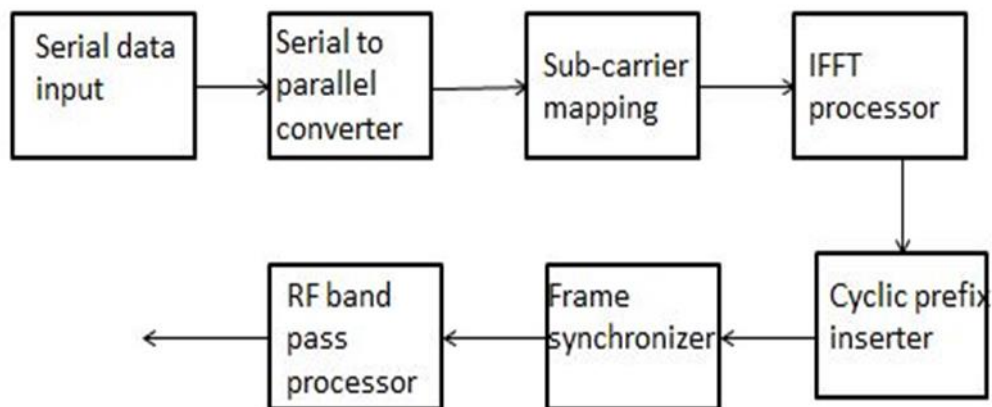 Serial data
input
Serial to
parallel
converter
Sub-carrier
mapping
IFFT
processor
Cyclic prefix
inserter
Frame
synchronizer
RF band
pass
processor